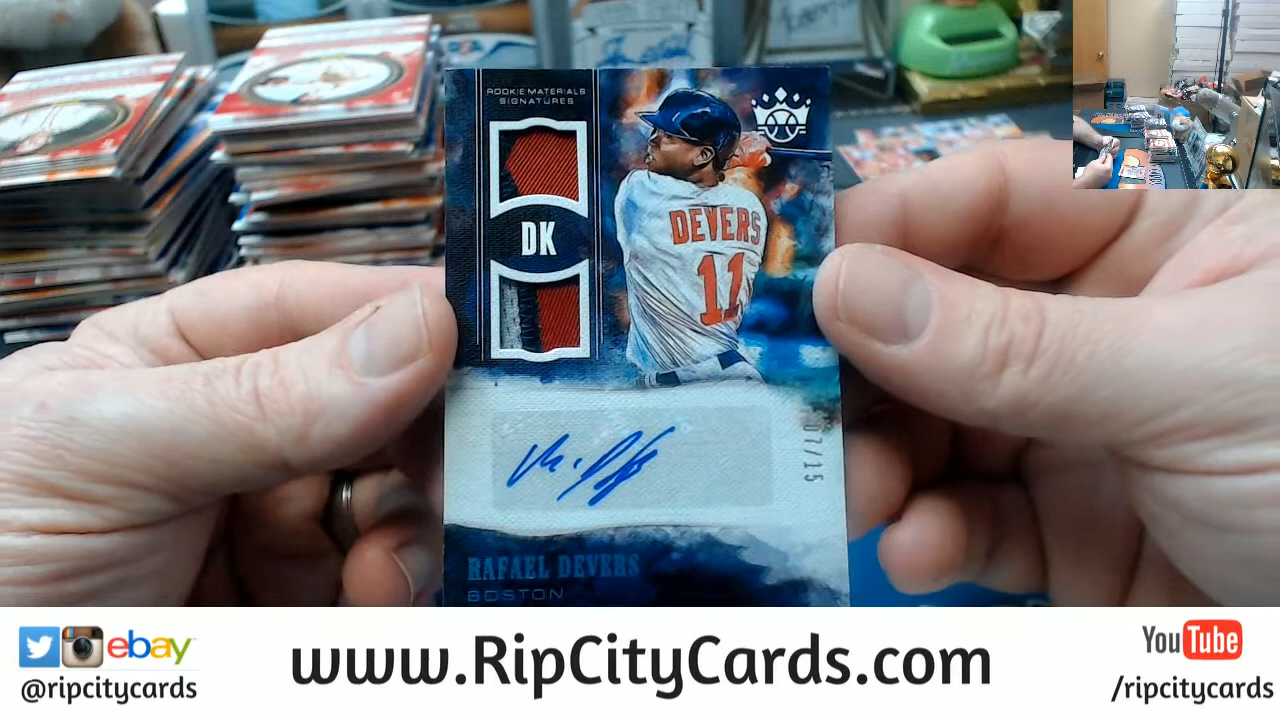 ROOKIE MATERIALS
SIGNATURES
DK
DEVERS
11
07/15
RAFAEL DEVERS
BOSTON
ebay
@ripcitycards
www.RipCityCards.com
YouTube
/ripcitycards